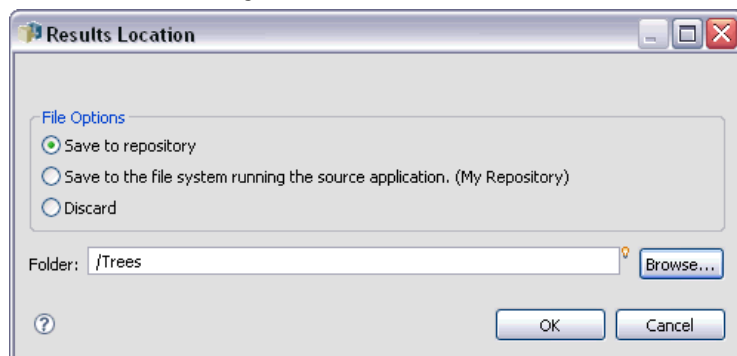 Results Location
File Options
Save to repository
Save to the file system running the source application. (My Repository)
Discard
Folder: /Trees Browse...
? OK Cancel